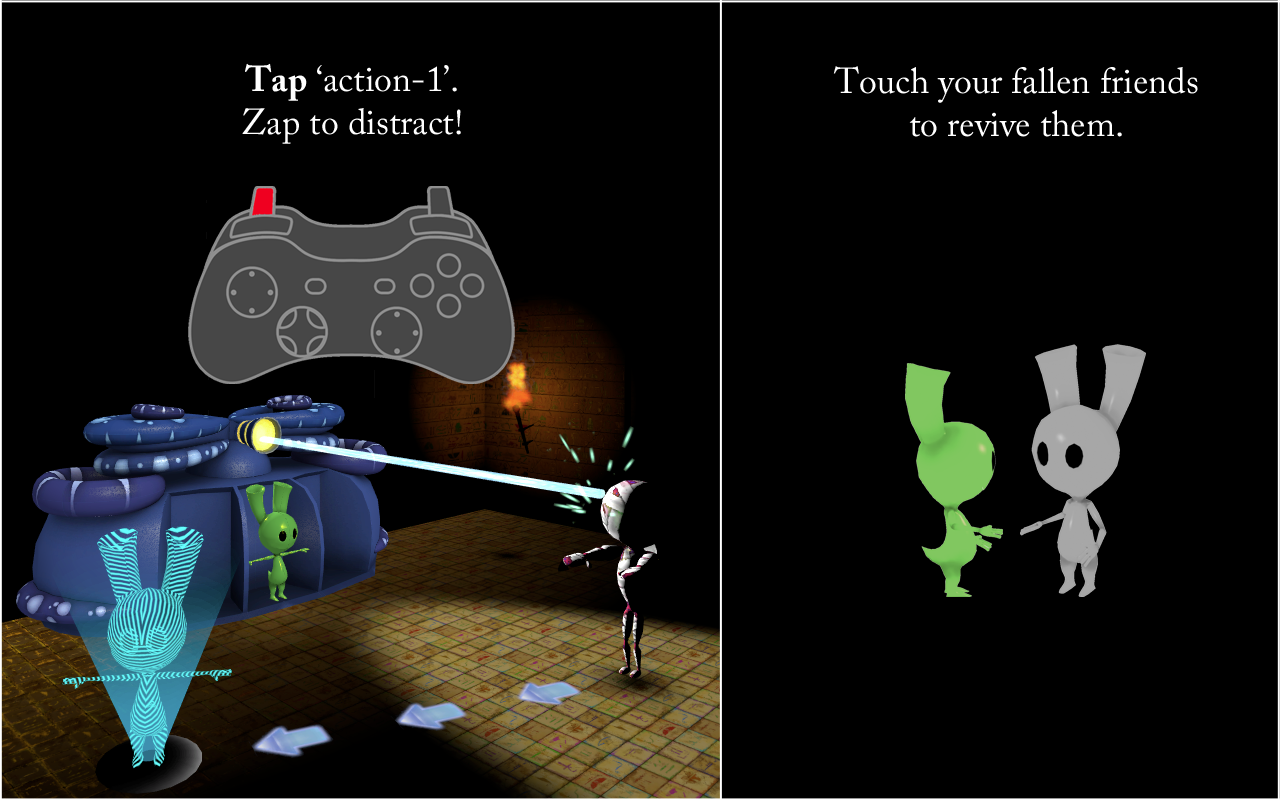 Tap ‘action-1’.
Zap to distract!
Touch your fallen friends
to revive them.